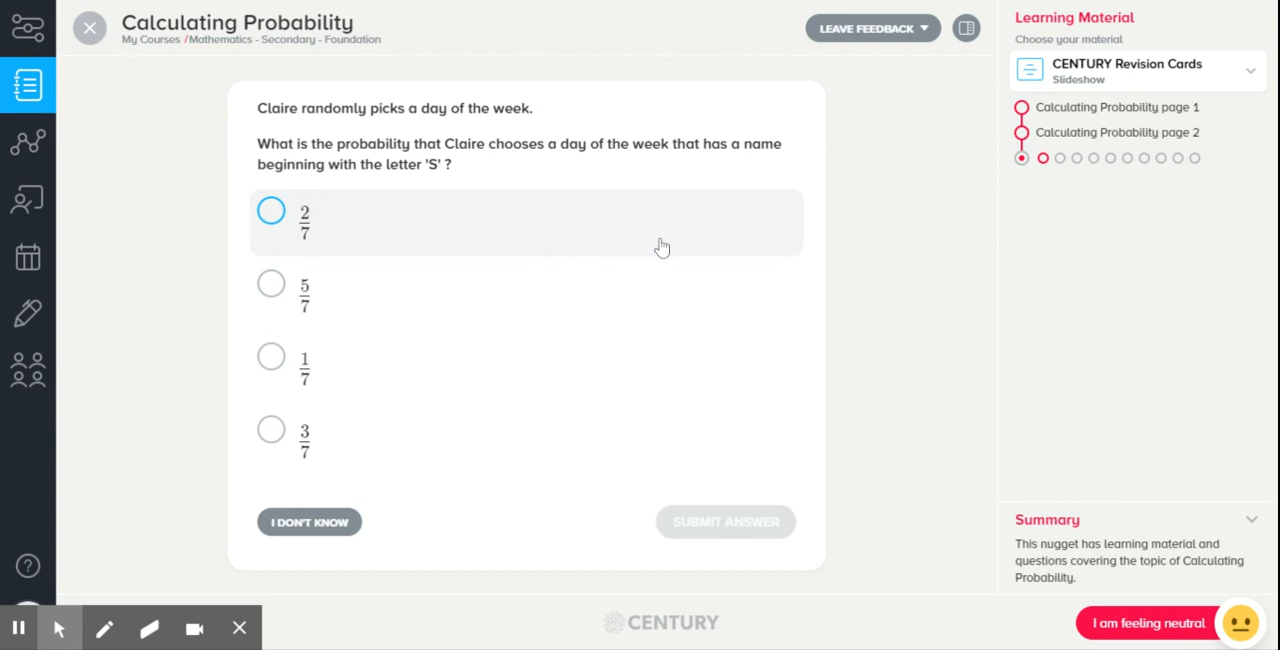 Calculating Probability
My Courses / Mathematics - Secondary - Foundation
LEAVE FEEDBACK
Claire randomly picks a day of the week.
What is the probability that Claire chooses a day of the week that has a name
beginning with the letter 'S' ?
2/7
5/7
1/7
3/7
I DON'T KNOW
SUBMIT ANSWER
Learning Material
Choose your material
CENTURY Revision Cards
Slideshow
Calculating Probability page 1
Calculating Probability page 2
Summary
This nugget has learning material and
questions covering the topic of Calculating
Probability.
?
CENTURY
I am feeling neutral